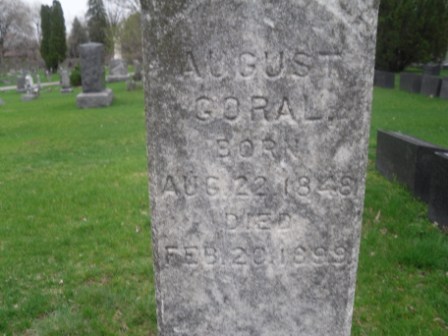 AUGUST
GORAL.
BORN
AUG. 22. 1848
DIED
FEB. 20. 1899